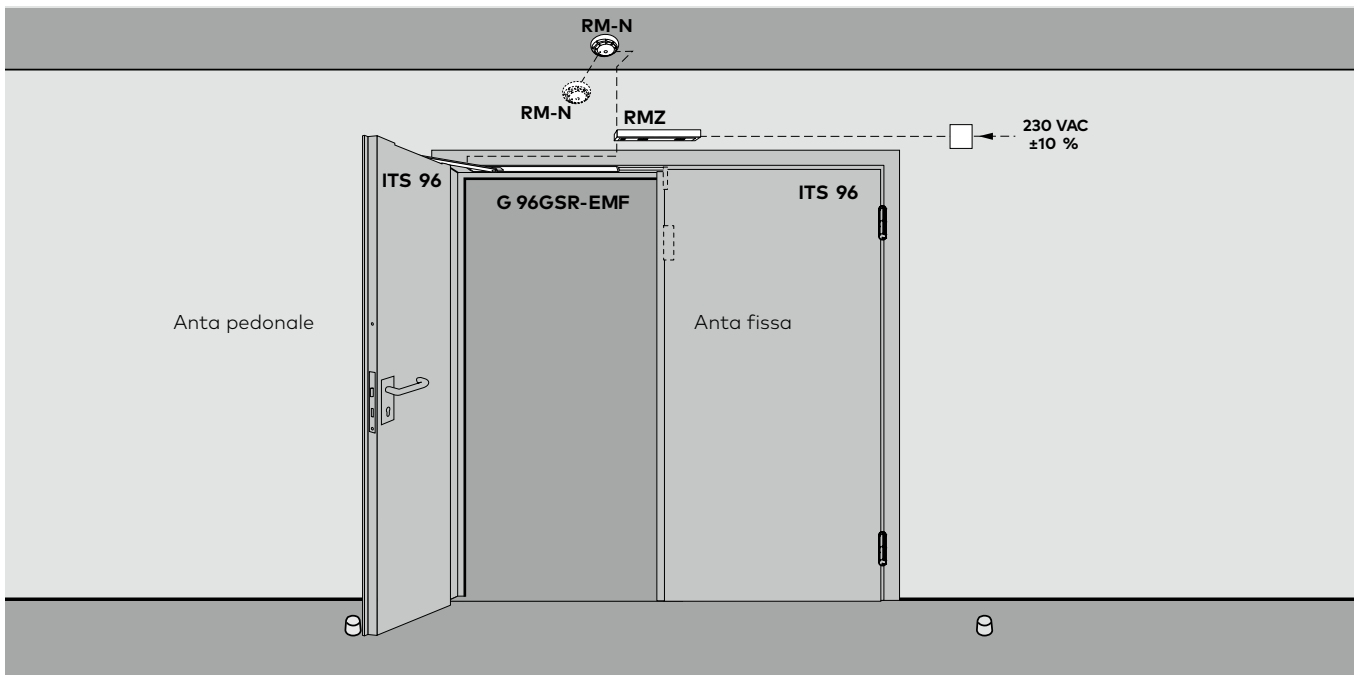 RM-N
RM-N
RMZ
230 VAC
±10 %
ITS 96
G 96GSR-EMF
ITS 96
Anta pedonale
Anta fissa